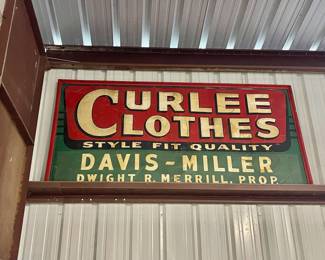 CURLEE
CLOTHES
STYLE FIT QUALITY
DAVIS - MILLER
DWIGHT R. MERRILL, PROP